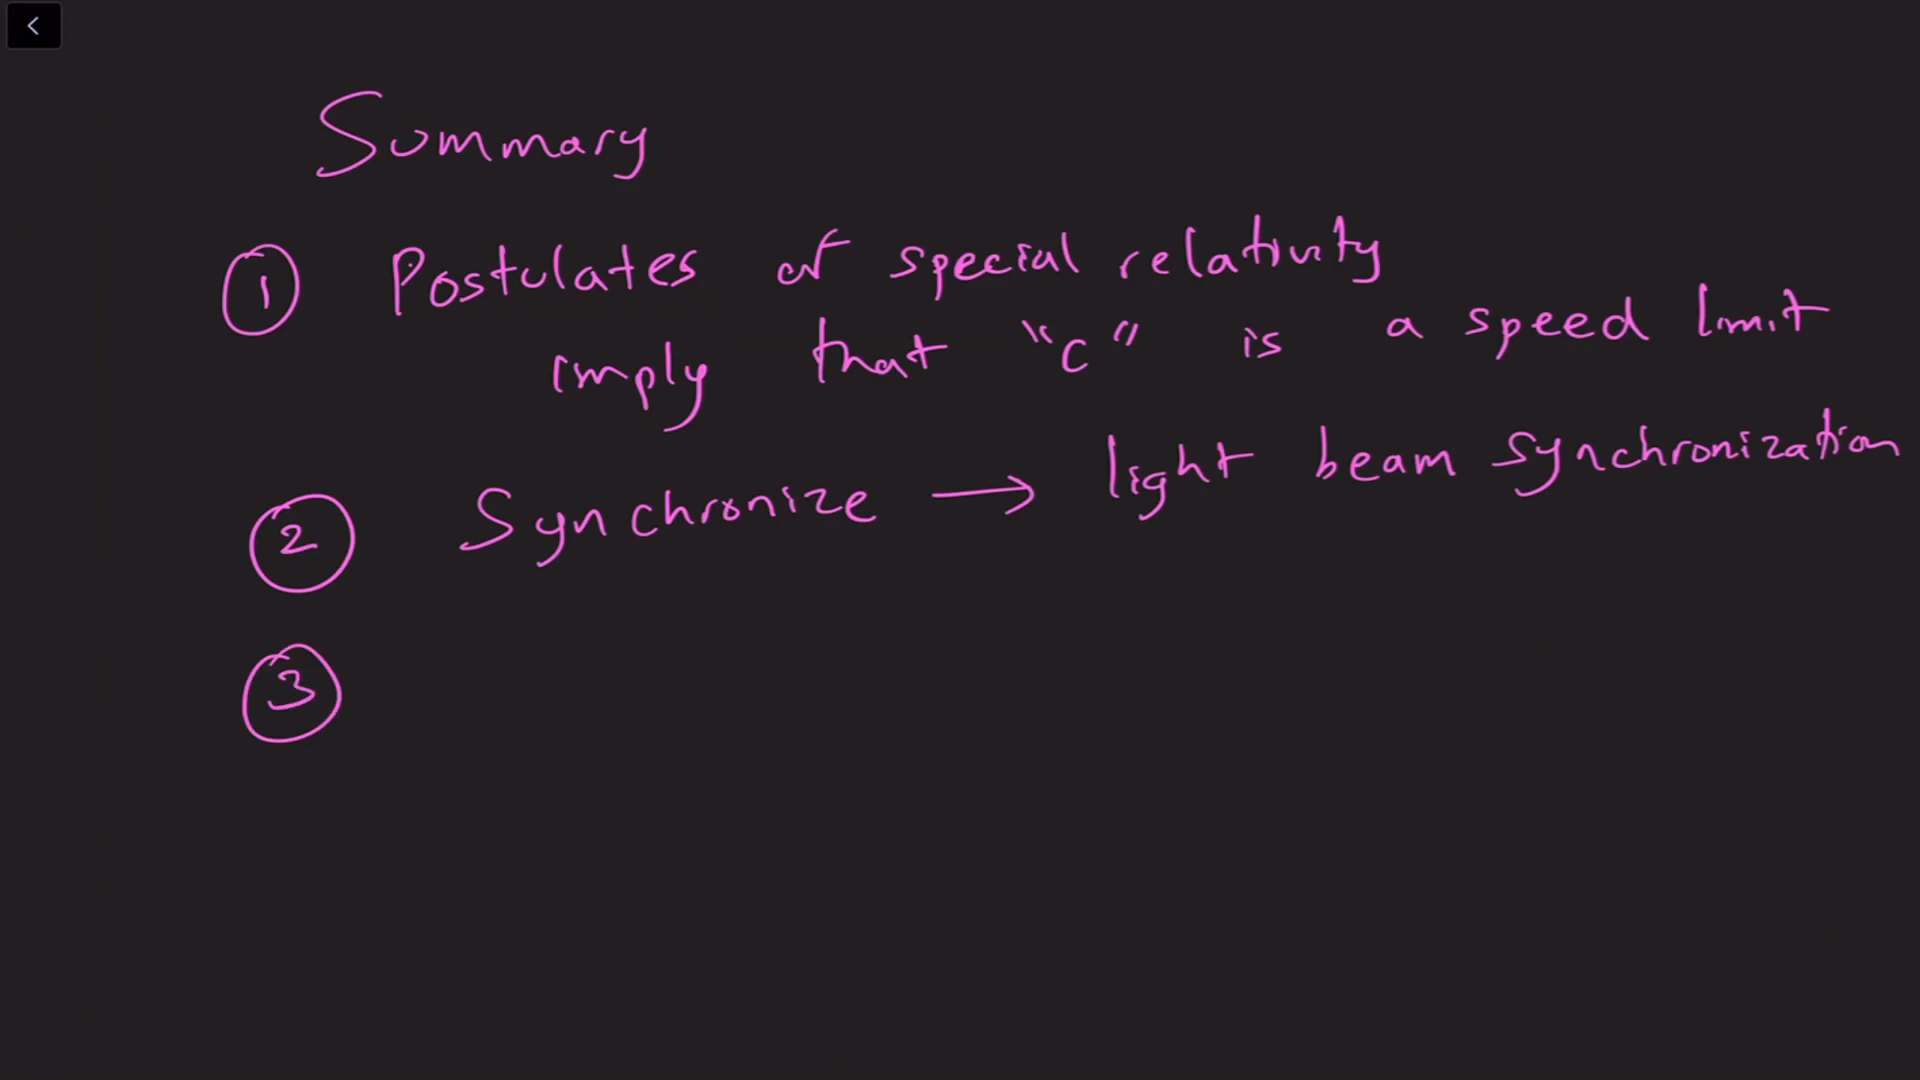 Summary
① Postulates of special relativity
imply that "c" is a speed limit
② Synchronize → light beam synchronization
③